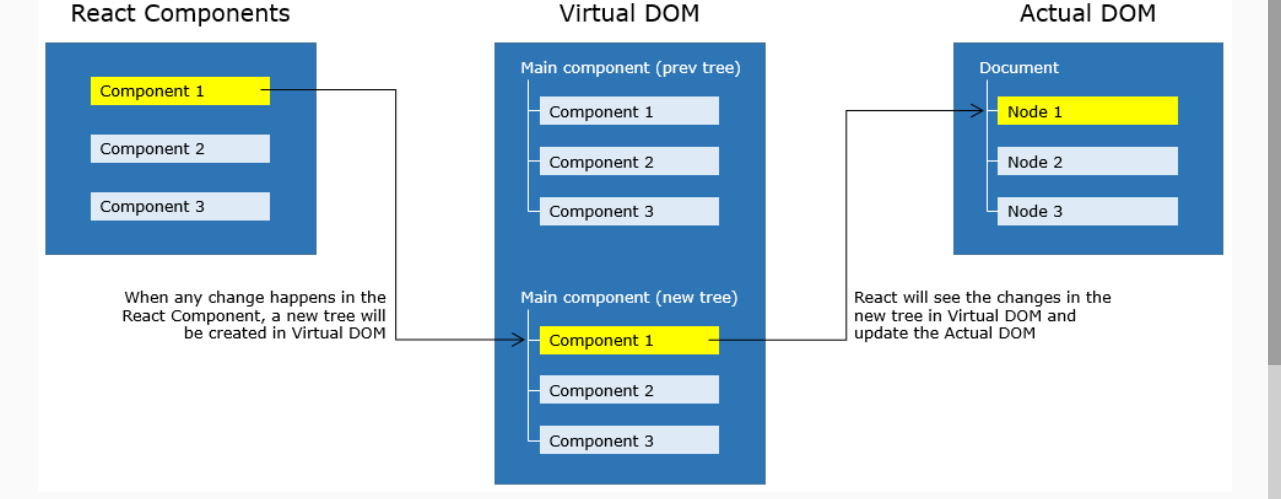 React Components
Virtual DOM
Actual DOM
Component 1
Component 2
Component 3
When any change happens in the
React Component, a new tree will
be created in Virtual DOM
Main component (prev tree)
Component 1
Component 2
Component 3
Main component (new tree)
Component 1
Component 2
Component 3
Document
Node 1
Node 2
Node 3
React will see the changes in the
new tree in Virtual DOM and
update the Actual DOM